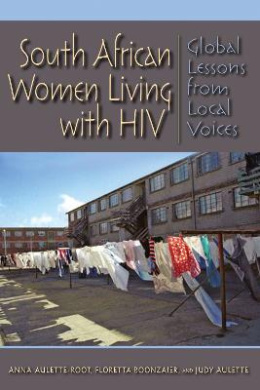 South African
Women Living
with HIV
Global
Lessons
from
Local
Voices
ANNA AULETTE-ROOT, FLORETTA BOONZAIER, AND JUDY AULETTE